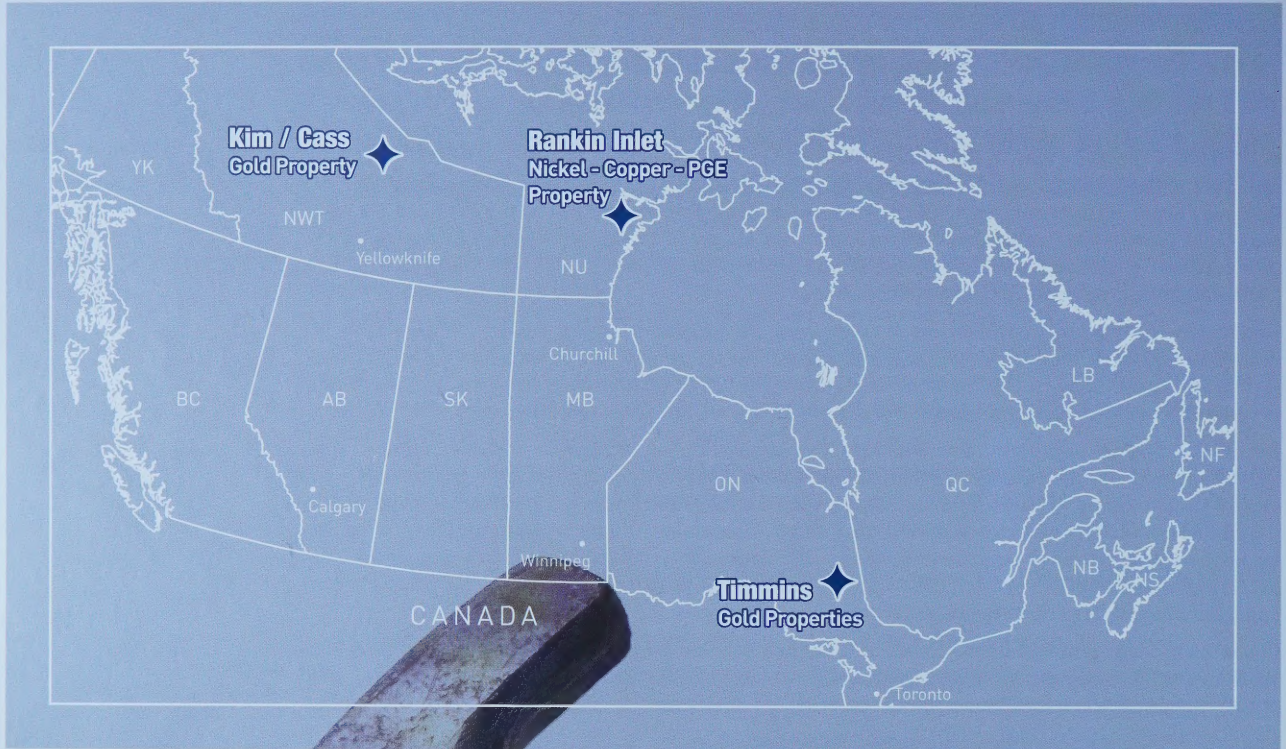 Kim / Cass
Gold Property
Rankin Inlet
Nickel - Copper - PGE
Property
YK
NWT
Yellowknife
NU
Churchill
BC
AB
SK
MB
LB
NF
ON
QC
Calgary
Winnipeg
Timmins
Gold Properties
NB
NS
CANADA
Toronto